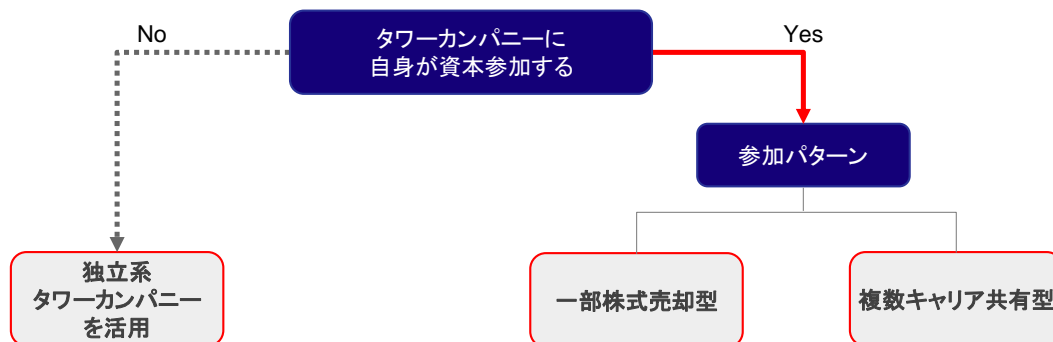 No
タワーカンパニーに
自身が資本参加する
Yes
参加パターン
独立系
タワーカンパニー
を活用
一部株式売却型
複数キャリア共有型